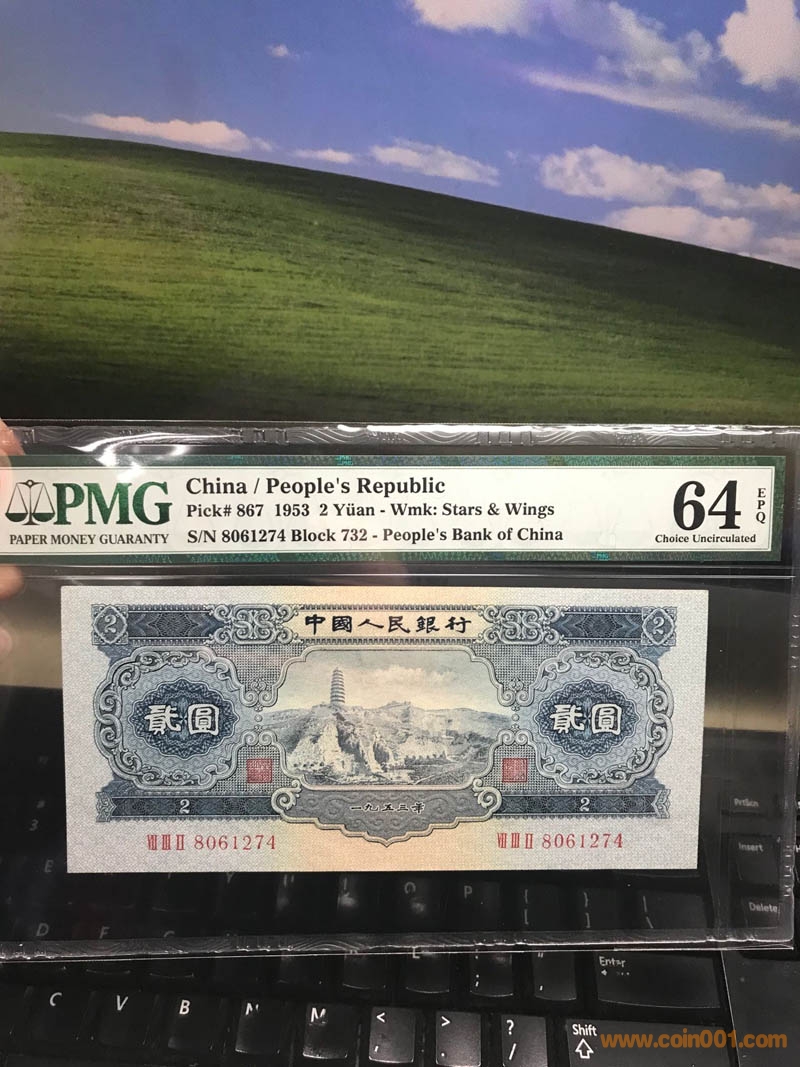 PMG
PAPER MONEY GUARANTY
China / People's Republic
Pick# 867 1953 2 Yüan - Wmk: Stars & Wings
S/N 8061274 Block 732 - People's Bank of China
64
EPQ
Choice Uncirculated
2 中國人民銀行 2
貳圓 貳圓
2 一九五三年 2
VII III II 8061274 VII III II 8061274
PrtScn
3
Insert
E Y U I O P { [ } ] | \
Delete
D F G : ; " '
Enter
C V B N M < , > . ? /
Shift
www.coin001.com